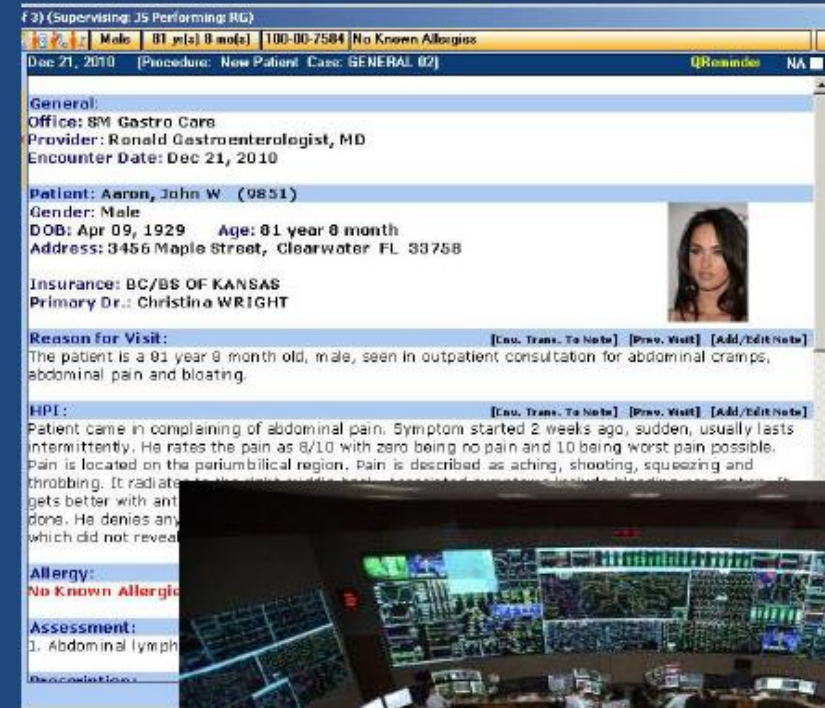 f 3) (Supervising: JS Performing: RG)
Male 81 yr(s) 8 mo(s) 100-00-7584 No Known Allergies
Dec 21, 2010 (Procedure: New Patient Case: GENERAL 02) QReminder NA
General:
Office: SM Gastro Care
Provider: Ronald Gastroenterologist, MD
Encounter Date: Dec 21, 2010
Patient: Aaron, John W (9851)
Gender: Male
DOB: Apr 09, 1929 Age: 81 year 8 month
Address: 3456 Maple Street, Clearwater FL 33758
Insurance: BC/BS OF KANSAS
Primary Dr.: Christina WRIGHT
Reason for Visit: [Cnv. Trans. To Note] [Prev. Visit] [Add/Edit Note]
The patient is a 81 year 8 month old, male, seen in outpatient consultation for abdominal cramps,
abdominal pain and bloating.
HPI: [Cnv. Trans. To Note] [Prev. Visit] [Add/Edit Note]
Patient came in complaining of abdominal pain. Symptom started 2 weeks ago, sudden, usually lasts
intermittently. He rates the pain as 8/10 with zero being no pain and 10 being worst pain possible.
Pain is located on the periumbilical region. Pain is described as aching, shooting, squeezing and
throbbing. It radiates
gets better with ant
done. He denies any
which did not reveal
Allergy:
No Known Allergie
Assessment:
1. Abdominal lymph